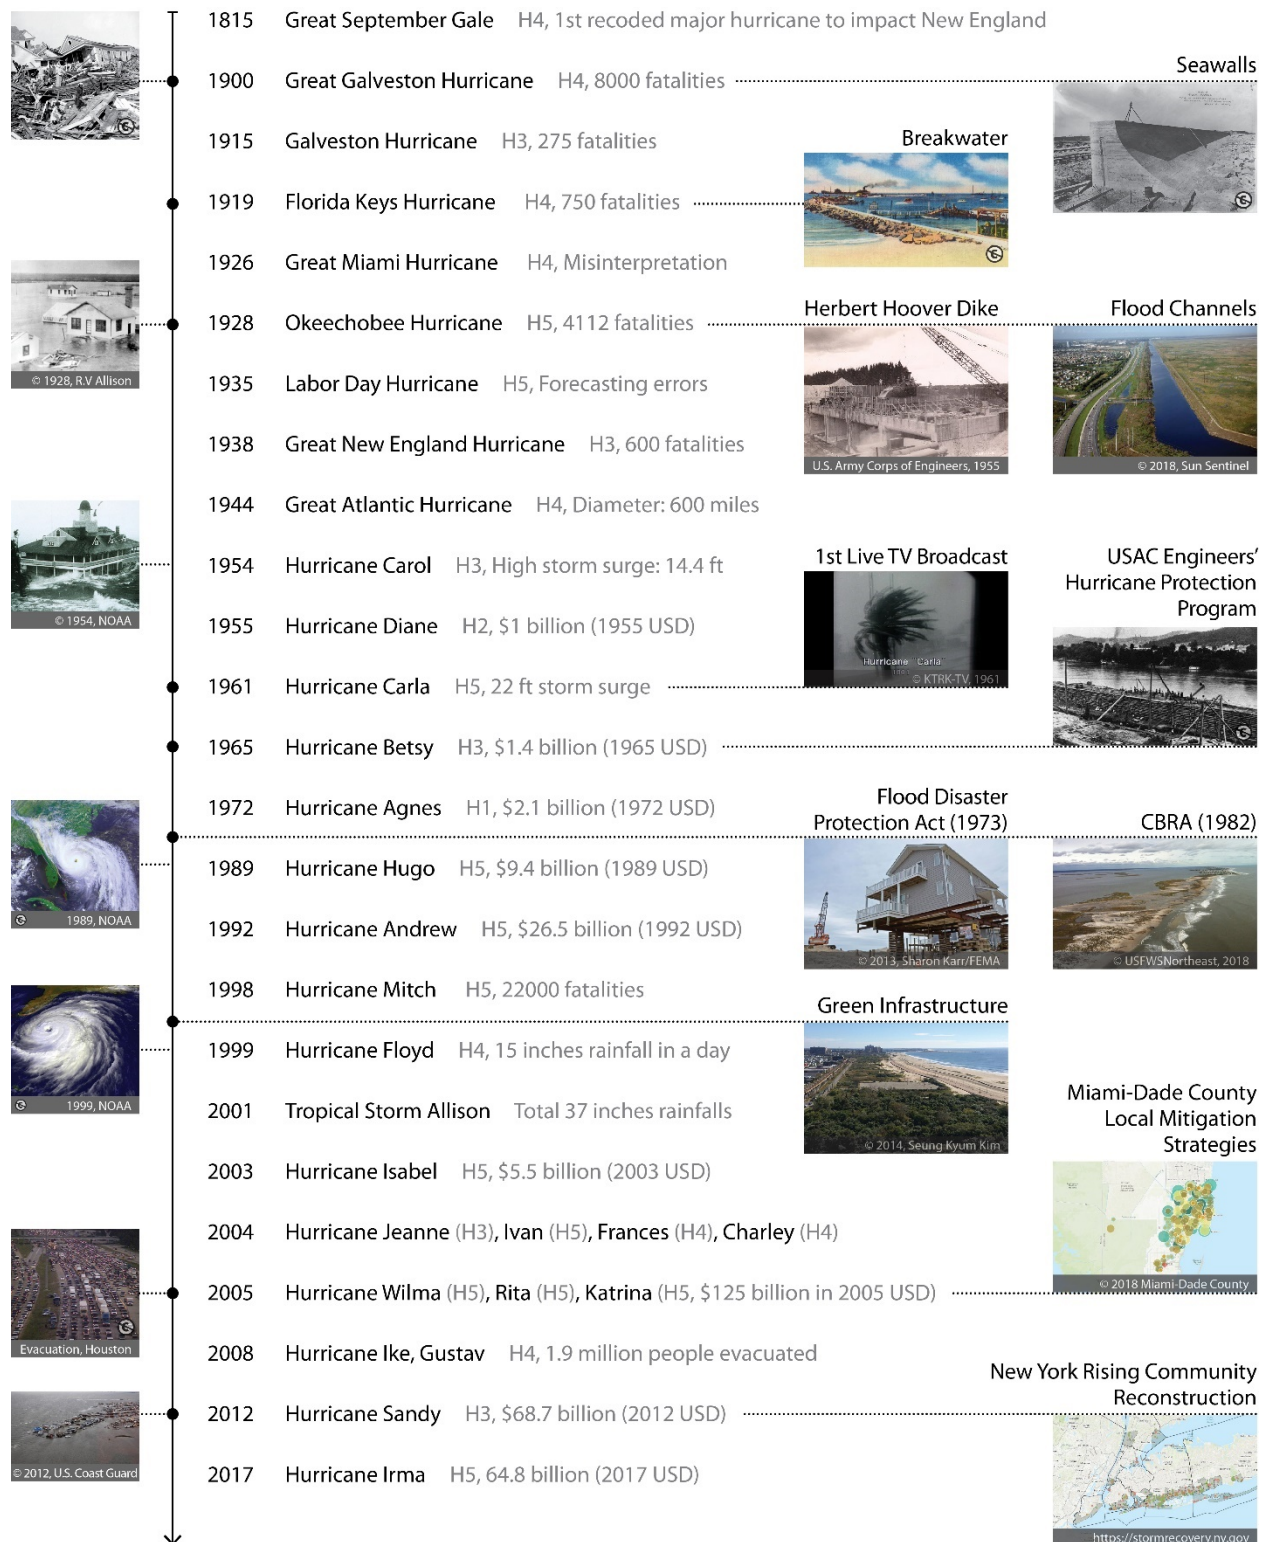 1815 Great September Gale H4, 1st recoded major hurricane to impact New England
Seawalls
1900 Great Galveston Hurricane H4, 8000 fatalities
1915 Galveston Hurricane H3, 275 fatalities
Breakwater
1919 Florida Keys Hurricane H4, 750 fatalities
1926 Great Miami Hurricane H4, Misinterpretation
Herbert Hoover Dike
Flood Channels
1928 Okeechobee Hurricane H5, 4112 fatalities
© 1928, R.V Allison
1935 Labor Day Hurricane H5, Forecasting errors
1938 Great New England Hurricane H3, 600 fatalities
U.S. Army Corps of Engineers, 1955
© 2018, Sun Sentinel
1944 Great Atlantic Hurricane H4, Diameter: 600 miles
1st Live TV Broadcast
USAC Engineers'
Hurricane Protection
Program
1954 Hurricane Carol H3, High storm surge: 14.4 ft
© 1954, NOAA
1955 Hurricane Diane H2, $1 billion (1955 USD)
Hurricane Carla
© KTRK-TV, 1961
1961 Hurricane Carla H5, 22 ft storm surge
1965 Hurricane Betsy H3, $1.4 billion (1965 USD)
1972 Hurricane Agnes H1, $2.1 billion (1972 USD)
Flood Disaster
Protection Act (1973)
CBRA (1982)
1989 Hurricane Hugo H5, $9.4 billion (1989 USD)
1989, NOAA
1992 Hurricane Andrew H5, $26.5 billion (1992 USD)
© 2013, Sharon Karr/FEMA
© USFWSNortheast, 2018
1998 Hurricane Mitch H5, 22000 fatalities
Green Infrastructure
1999 Hurricane Floyd H4, 15 inches rainfall in a day
1999, NOAA
2001 Tropical Storm Allison Total 37 inches rainfalls
© 2014, Seung Kyum Kim
Miami-Dade County
Local Mitigation
Strategies
2003 Hurricane Isabel H5, $5.5 billion (2003 USD)
2004 Hurricane Jeanne (H3), Ivan (H5), Frances (H4), Charley (H4)
© 2018 Miami-Dade County
2005 Hurricane Wilma (H5), Rita (H5), Katrina (H5, $125 billion in 2005 USD)
Evacuation, Houston
2008 Hurricane Ike, Gustav H4, 1.9 million people evacuated
New York Rising Community
Reconstruction
2012 Hurricane Sandy H3, $68.7 billion (2012 USD)
© 2012, U.S. Coast Guard
2017 Hurricane Irma H5, 64.8 billion (2017 USD)
https://stormrecovery.ny.gov